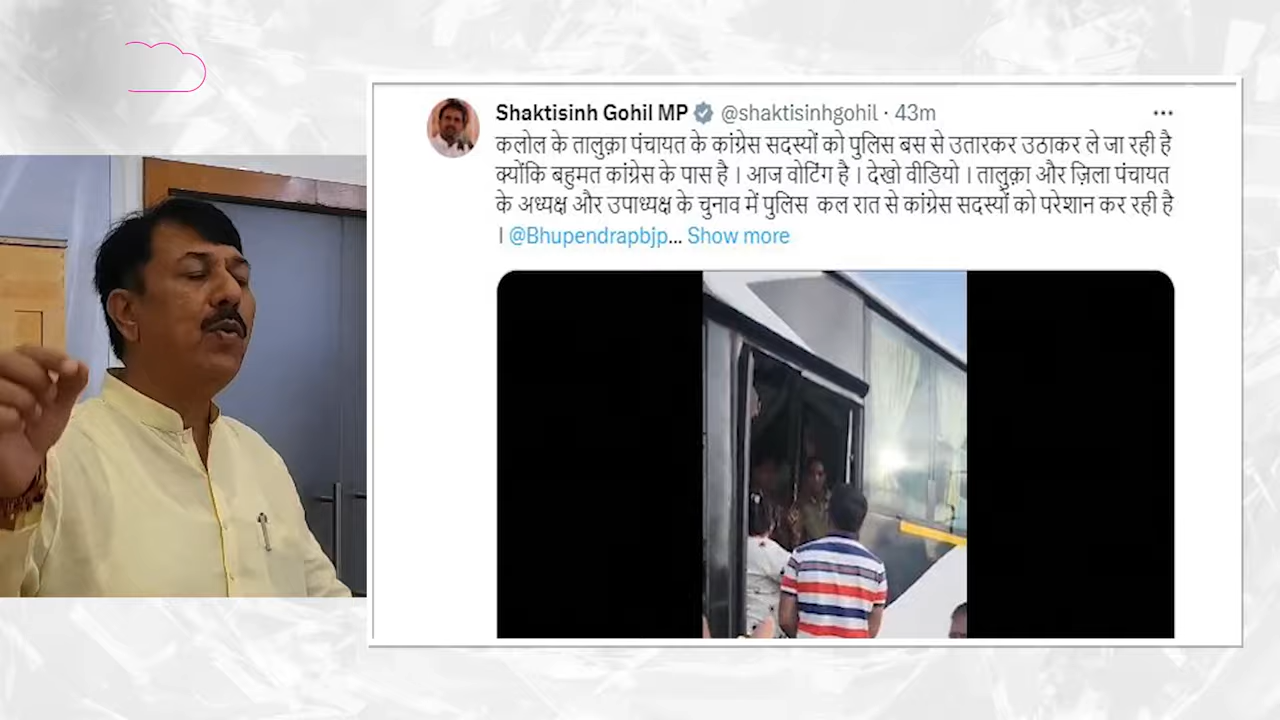 Shaktisinh Gohil MP @shaktisinhgohil · 43m
कलोल के तालुक़ा पंचायत के कांग्रेस सदस्यों को पुलिस बस से उतारकर उठाकर ले जा रही है
क्योंकि बहुमत कांग्रेस के पास है । आज वोटिंग है । देखो वीडियो । तालुक़ा और ज़िला पंचायत
के अध्यक्ष और उपाध्यक्ष के चुनाव में पुलिस कल रात से कांग्रेस सदस्यों को परेशान कर रही है
। @Bhupendrapbjp... Show more